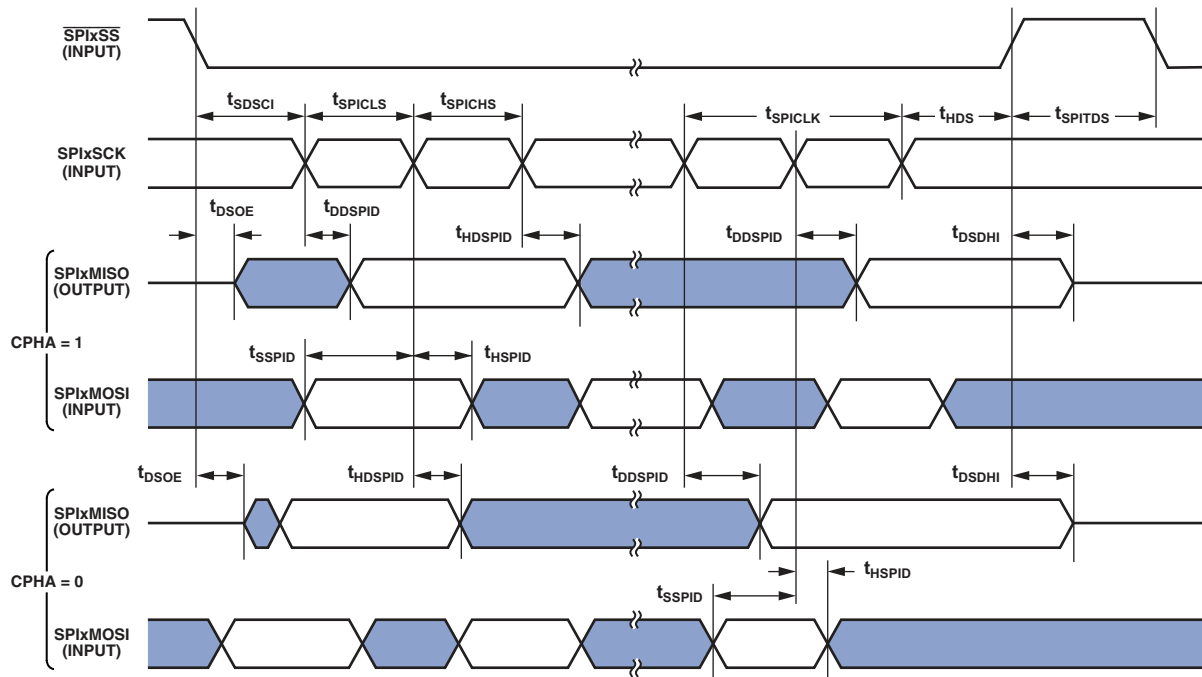 SPIxSS
(INPUT)
tSDSCI tSPICLS tSPICHS tSPICLK tHDS tSPITDS
SPIxSCK
(INPUT)
tDSOE tDDSPID tHDSPID tDDSPID tDSDHI
SPIxMISO
(OUTPUT)
CPHA = 1
tSSPID tHSPID
SPIxMOSI
(INPUT)
tDSOE tHDSPID tDDSPID tDSDHI
SPIxMISO
(OUTPUT)
CPHA = 0
tSSPID tHSPID
SPIxMOSI
(INPUT)